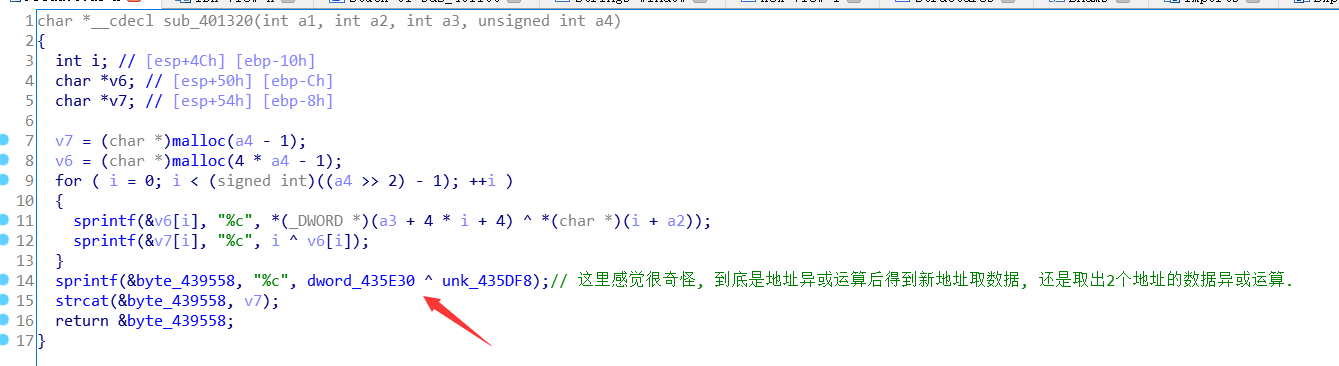 1 char *__cdecl sub_401320(int a1, int a2, int a3, unsigned int a4)
2 {
3   int i; // [esp+4Ch] [ebp-10h]
4   char *v6; // [esp+50h] [ebp-Ch]
5   char *v7; // [esp+54h] [ebp-8h]
6
7   v7 = (char *)malloc(a4 - 1);
8   v6 = (char *)malloc(4 * a4 - 1);
9   for ( i = 0; i < (signed int)((a4 >> 2) - 1); ++i )
10   {
11     sprintf(&v6[i], "%c", *(_DWORD *)(a3 + 4 * i + 4) ^ *(char *)(i + a2));
12     sprintf(&v7[i], "%c", i ^ v6[i]);
13   }
14   sprintf(&byte_439558, "%c", dword_435E30 ^ unk_435DF8);// 这里感觉很奇怪, 到底是地址异或运算后得到新地址取数据, 还是取出2个地址的数据异或运算.
15   strcat(&byte_439558, v7);
16   return &byte_439558;
17 }